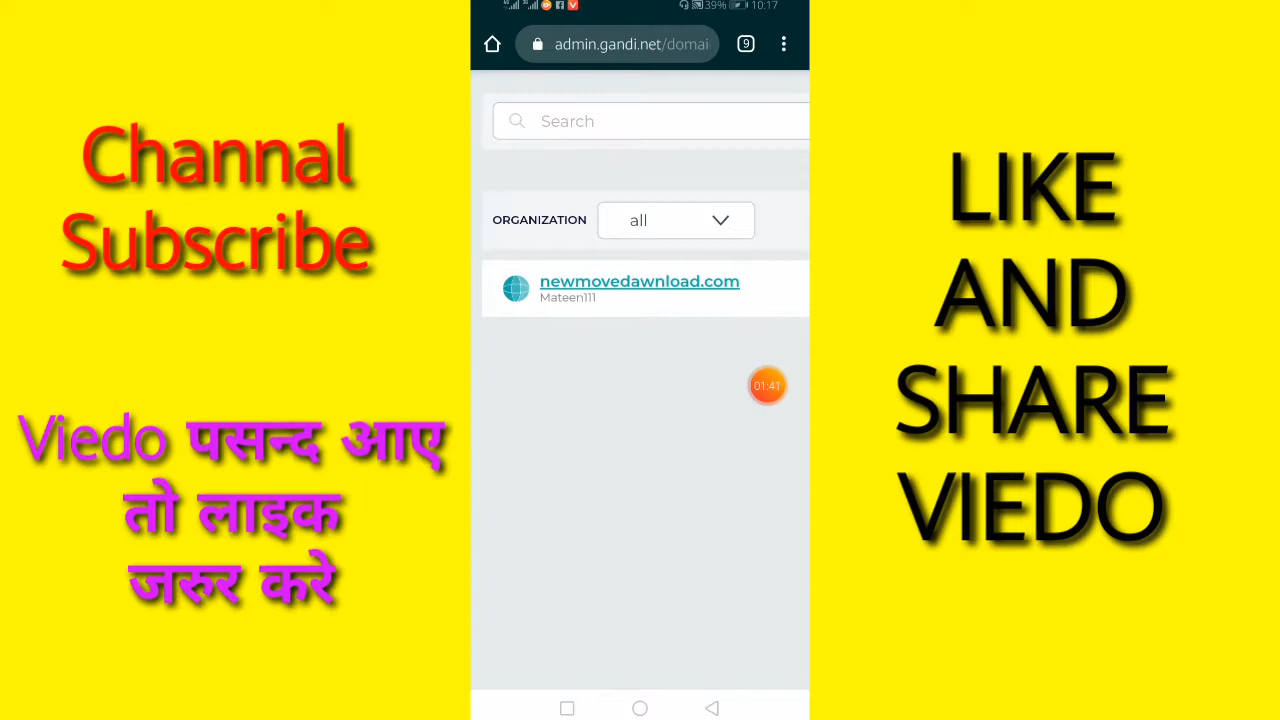 Channal
Subscribe
Viedo पसन्द आए
तो लाइक
जरुर करे
39%
10:17
admin.gandi.net/domai
9
Search
ORGANIZATION
all
newmovedawnload.com
Mateen111
01:41
LIKE
AND
SHARE
VIEDO